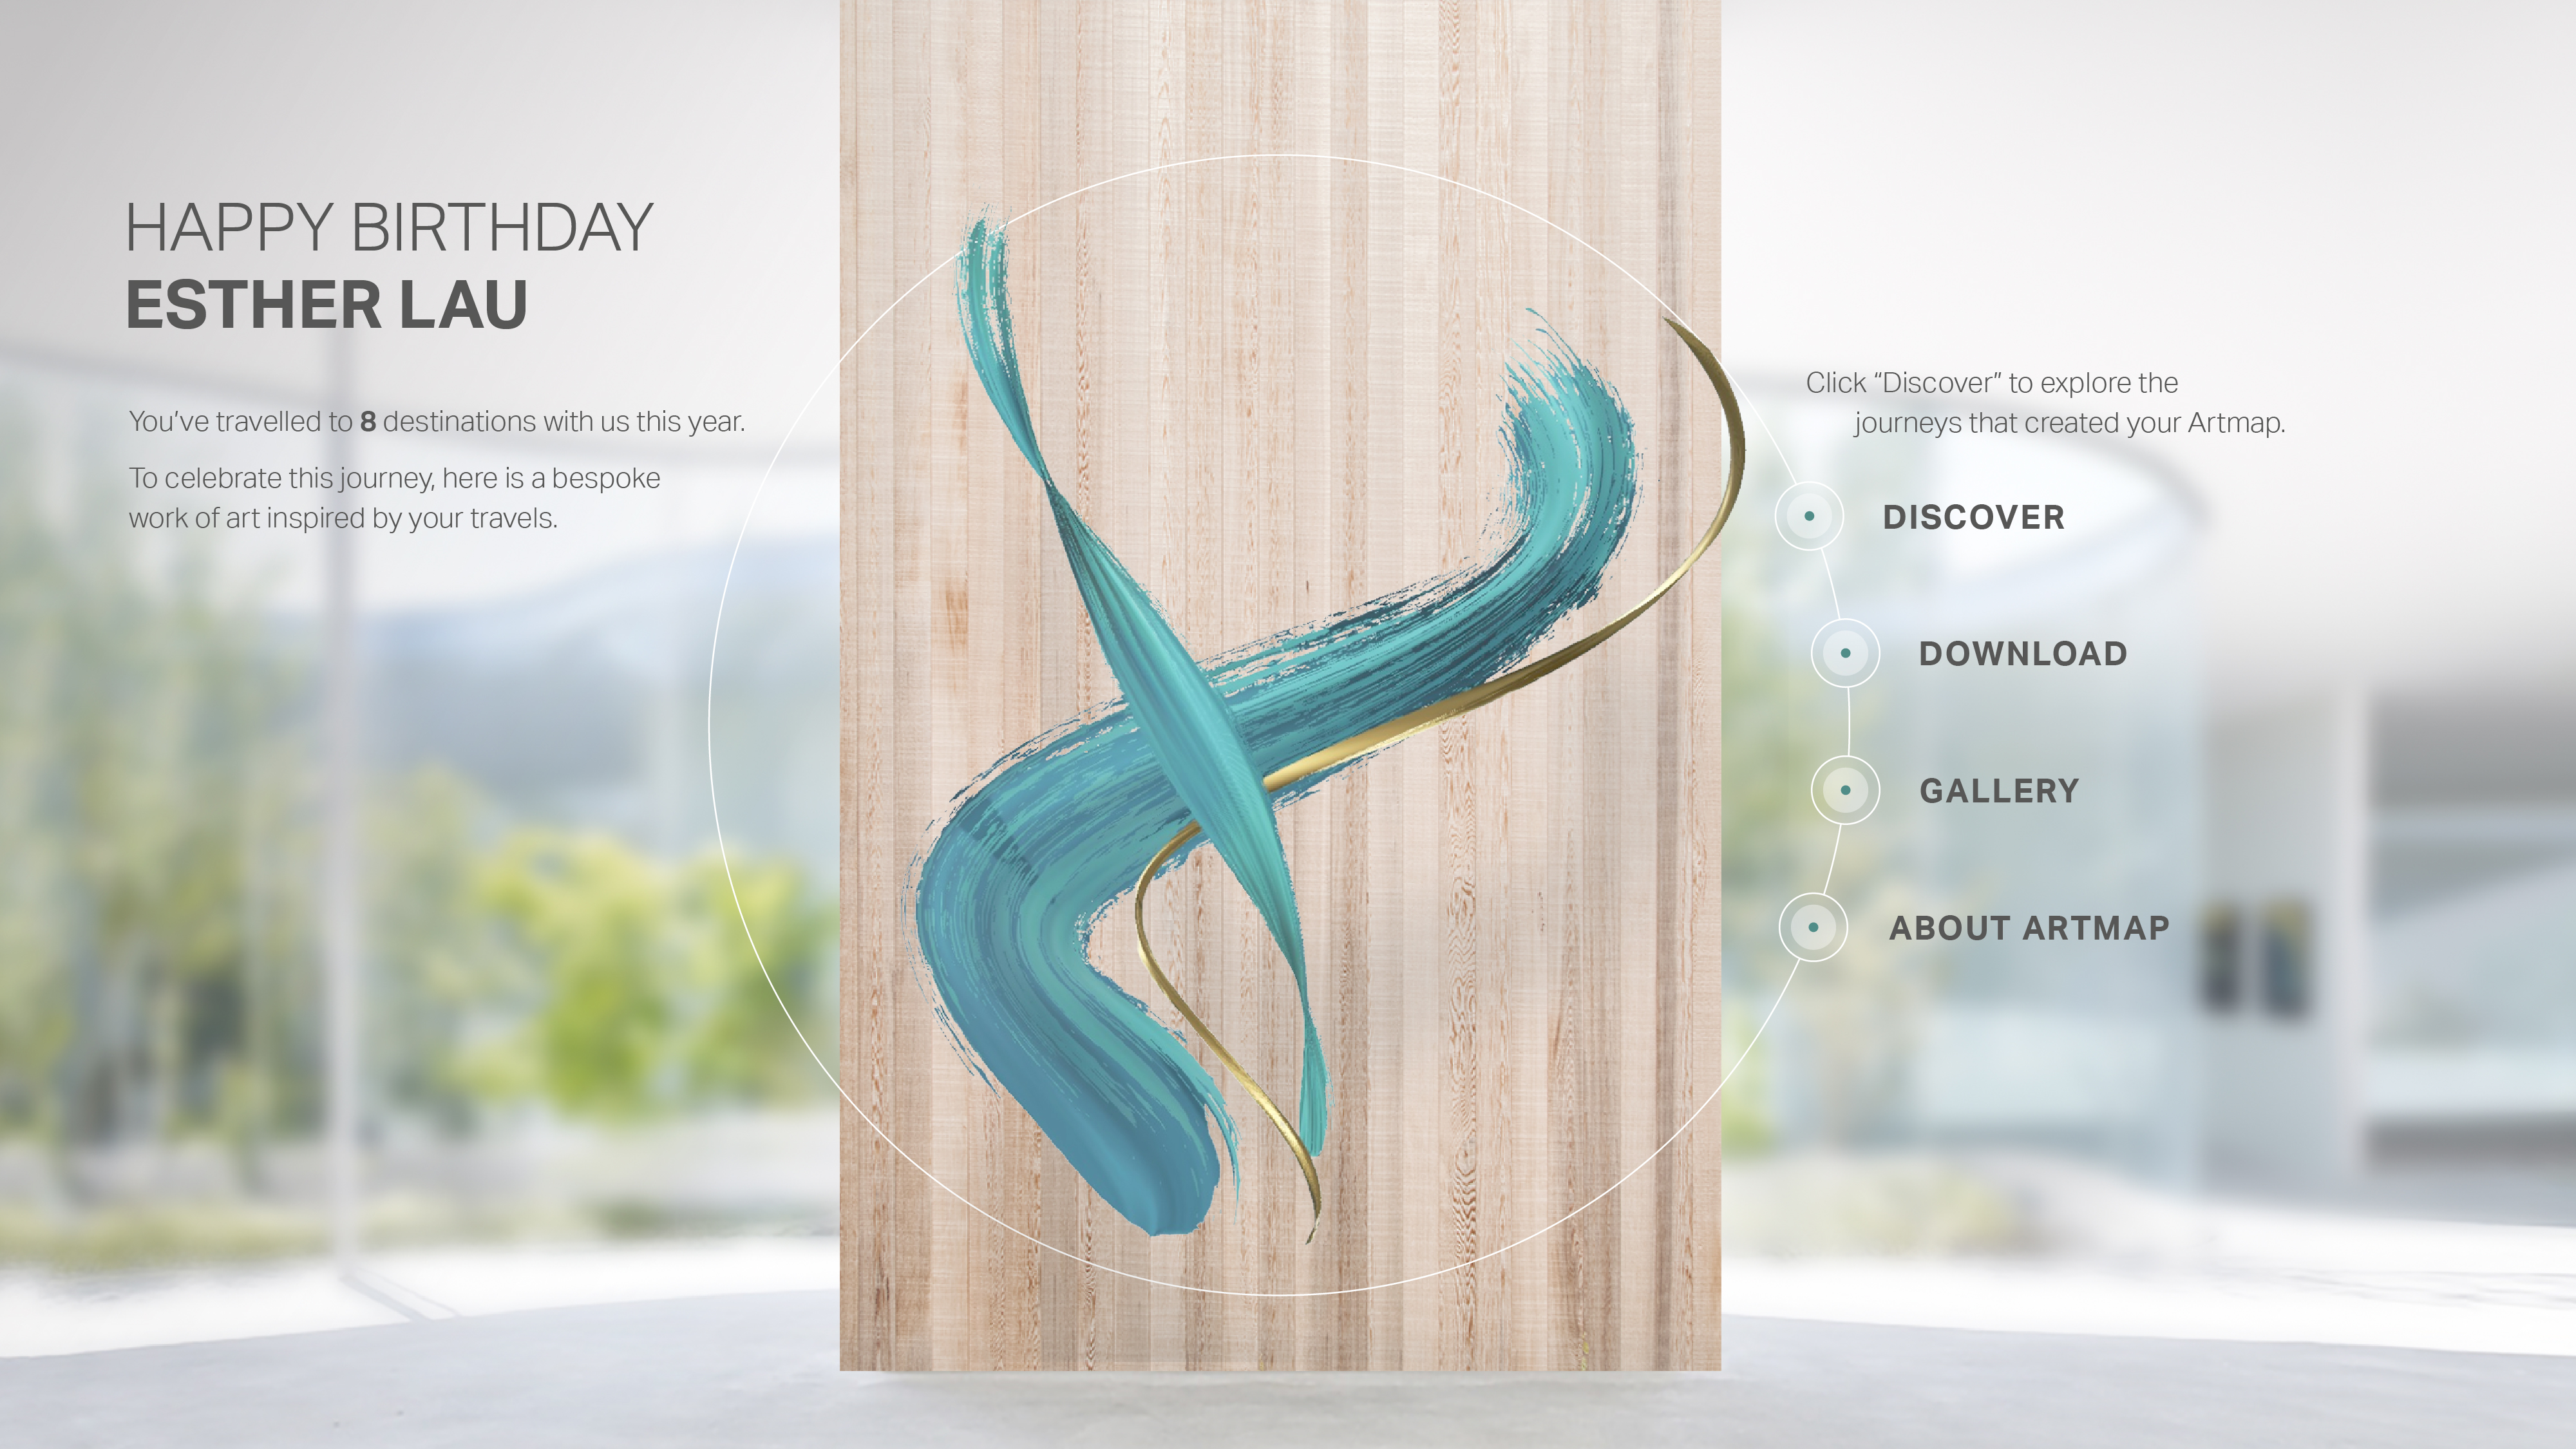 HAPPY BIRTHDAY
ESTHER LAU
You’ve travelled to 8 destinations with us this year.
To celebrate this journey, here is a bespoke
work of art inspired by your travels.
Click “Discover” to explore the
journeys that created your Artmap.
DISCOVER
DOWNLOAD
GALLERY
ABOUT ARTMAP